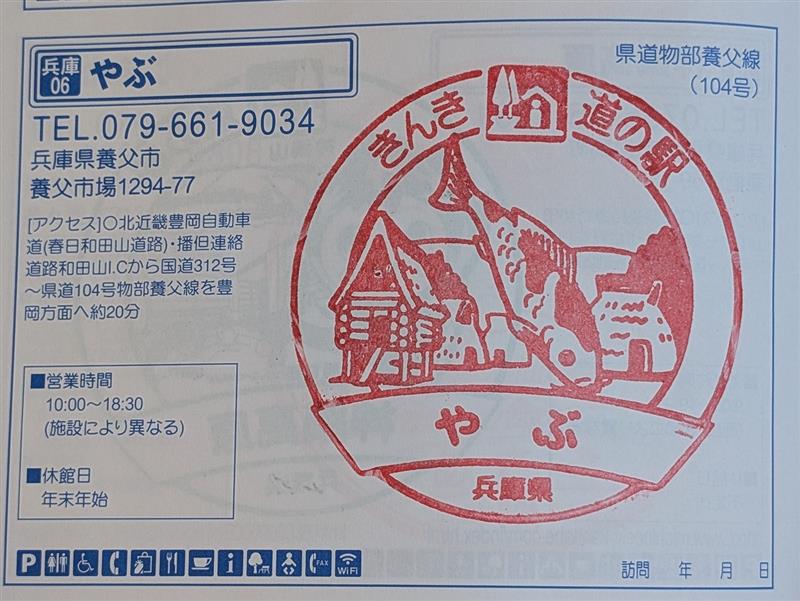 兵庫
06
やぶ
県道物部養父線
（104号）
TEL.079-661-9034
兵庫県養父市
養父市場1294-77
[アクセス]〇北近畿豊岡自動車
道(春日和田山道路)・播但連絡
道路和田山I.Cから国道312号
～県道104号物部養父線を豊
岡方面へ約20分
■営業時間
10:00～18:30
(施設により異なる)
■休館日
年末年始
きんき 道の駅
やぶ
兵庫県
P
i
FAX
WiFi
訪問 年 月 日